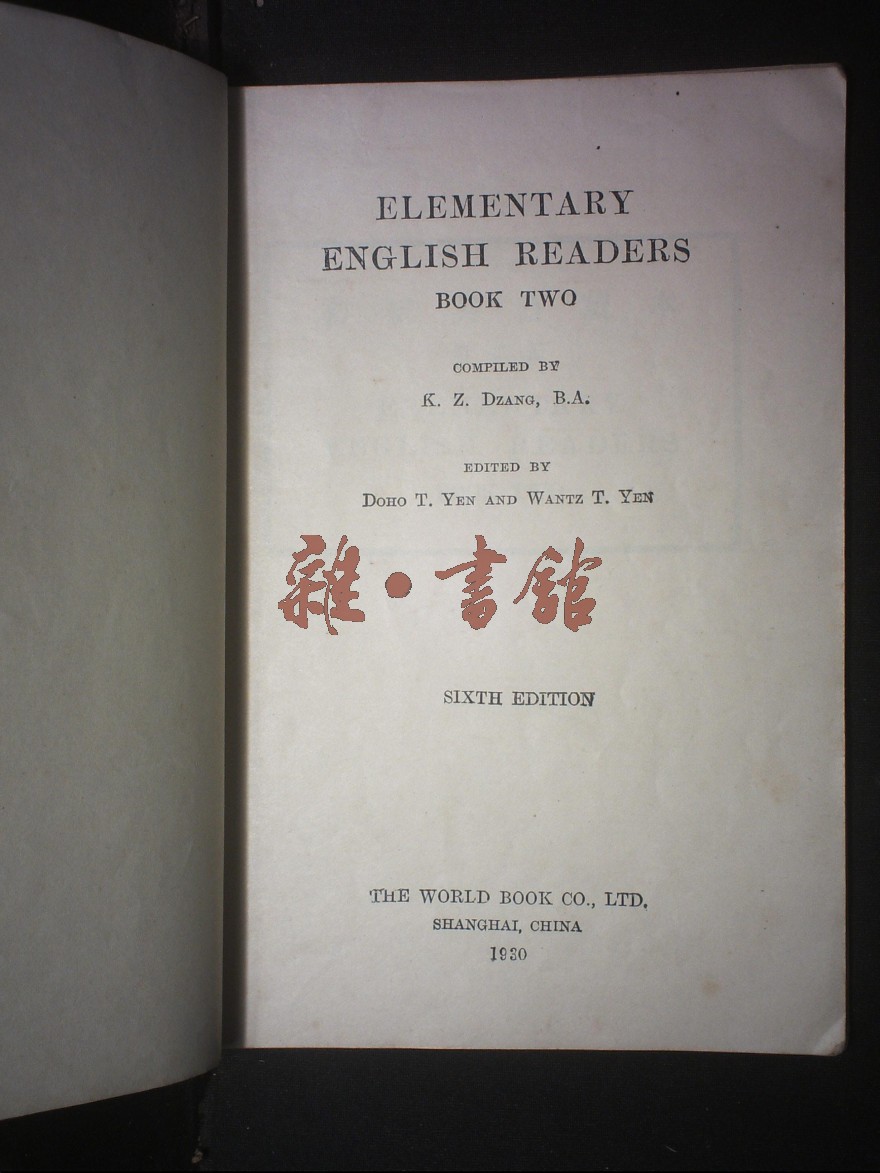 ELEMENTARY
ENGLISH READERS
BOOK TWO
COMPILED BY
K. Z. DZANG, B.A.
EDITED BY
DOHO T. YEN AND WANTZ T. YEN
雜·書館
SIXTH EDITION
THE WORLD BOOK CO., LTD.
SHANGHAI, CHINA
1930